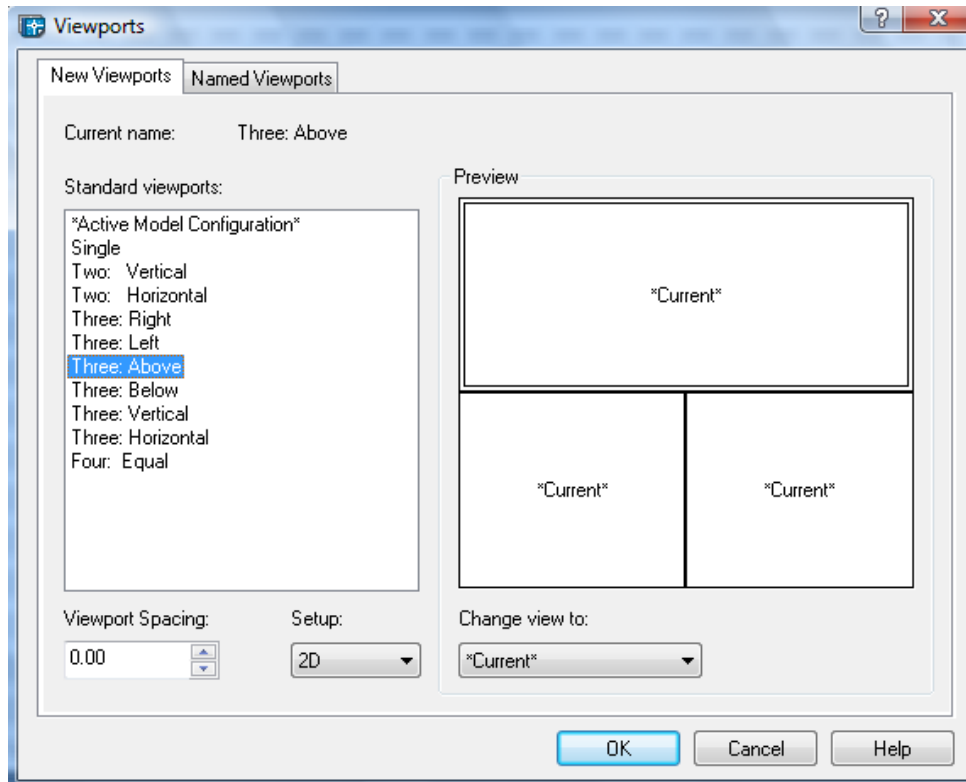 Viewports
New Viewports
Named Viewports
Current name: Three: Above
Standard viewports:
*Active Model Configuration*
Single
Two: Vertical
Two: Horizontal
Three: Right
Three: Left
Three: Above
Three: Below
Three: Vertical
Three: Horizontal
Four: Equal
Preview
*Current*
*Current*
*Current*
Viewport Spacing:
0.00
Setup:
2D
Change view to:
*Current*
OK
Cancel
Help